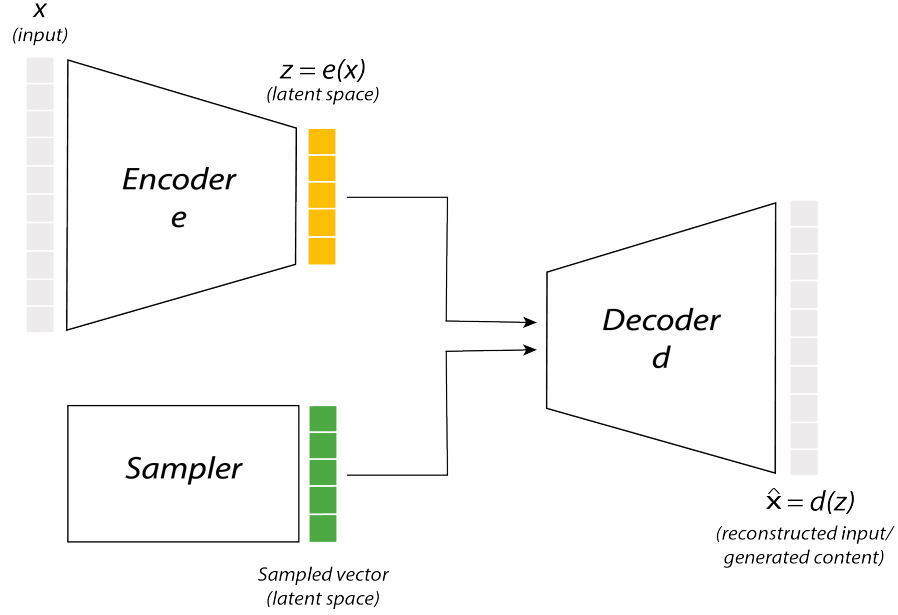 x
(input)
z = e(x)
(latent space)
Encoder
e
Decoder
d
Sampler
x̂ = d(z)
(reconstructed input/
generated content)
Sampled vector
(latent space)